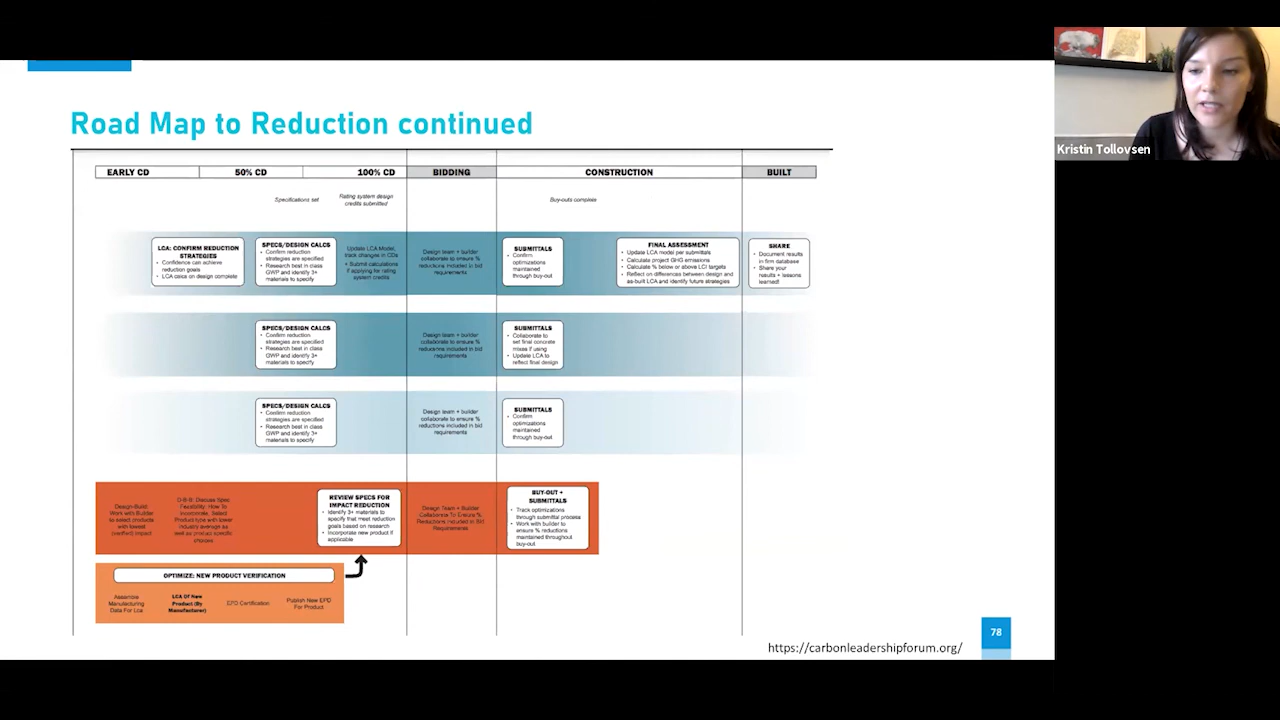 Road Map to Reduction continued
EARLY CD
50% CD
100% CD
BIDDING
CONSTRUCTION
BUILT
Specifications set
Rating system design
credits submitted
Buy-outs complete
LCA: CONFIRM REDUCTION
STRATEGIES
• Confidence can achieve
reduction goals
• LCA calcs on design complete
SPECS/DESIGN CALCS
• Confirm reduction
strategies are specified
• Research best in class
GWP and identify 3+
materials to specify
Update LCA Model,
track changes in CDs
• Submit calculations
if applying for rating
system credits
Design team + builder
collaborate to ensure %
reductions included in bid
requirements
SUBMITTALS
• Confirm
optimizations
maintained
through buy-out
FINAL ASSESSMENT
• Update LCA model per submittals
• Calculate project GHG emissions
• Calculate % below or above LCI targets
• Reflect on differences between design and
as-built LCA and identify future strategies
SHARE
• Document results
in firm database
• Share your
results + lessons
learned!
SPECS/DESIGN CALCS
• Confirm reduction
strategies are specified
• Research best in class
GWP and identify 3+
materials to specify
Design team + builder
collaborate to ensure %
reductions included in bid
requirements
SUBMITTALS
• Collaborate to
set final concrete
mixes if using
• Update LCA to
reflect final design
SPECS/DESIGN CALCS
• Confirm reduction
strategies are specified
• Research best in class
GWP and identify 3+
materials to specify
Design team + builder
collaborate to ensure %
reductions included in bid
requirements
SUBMITTALS
• Confirm
optimizations
maintained
through buy-out
Design-Build
Work with Builder
to select products
with lowest
(verified) impact
D-B-B: Discuss Spec
Feasibility: How To
Incorporate. Select
Product type with lower
industry average as
well as product specific
choices
REVIEW SPECS FOR
IMPACT REDUCTION
• Identify 3+ materials to
specify that meet reduction
goals based on research
• Incorporate new product if
applicable
Design Team + Builder
Collaborate To Ensure %
Reductions Included In Bid
Requirements
BUY-OUT +
SUBMITTALS
• Track optimizations
through submittal process
• Work with builder to
ensure % reductions
maintained throughout
buy-out
OPTIMIZE: NEW PRODUCT VERIFICATION
Assemble
Manufacturing
Data For Lca
LCA Of New
Product (By
Manufacturer)
EPD Certification
Publish New EPD
For Product
78
https://carbonleadershipforum.org/
Kristin Tollovsen